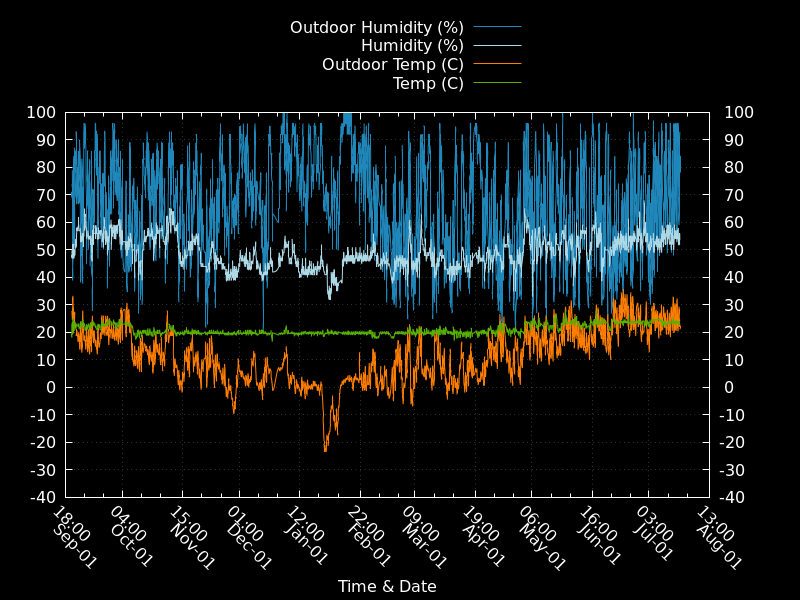 Outdoor Humidity (%)
Humidity (%)
Outdoor Temp (C)
Temp (C)
100 100
90 90
80 80
70 70
60 60
50 50
40 40
30 30
20 20
10 10
0 0
-10 -10
-20 -20
-30 -30
-40 -40
18:00 Sep-01
04:00 Oct-01
15:00 Nov-01
01:00 Dec-01
12:00 Jan-01
22:00 Feb-01
09:00 Mar-01
19:00 Apr-01
06:00 May-01
16:00 Jun-01
03:00 Jul-01
13:00 Aug-01
Time & Date